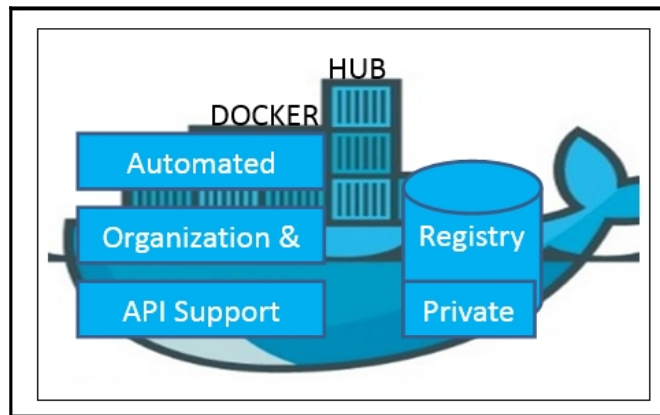 HUB
DOCKER
Automated
Organization &
Registry
API Support
Private